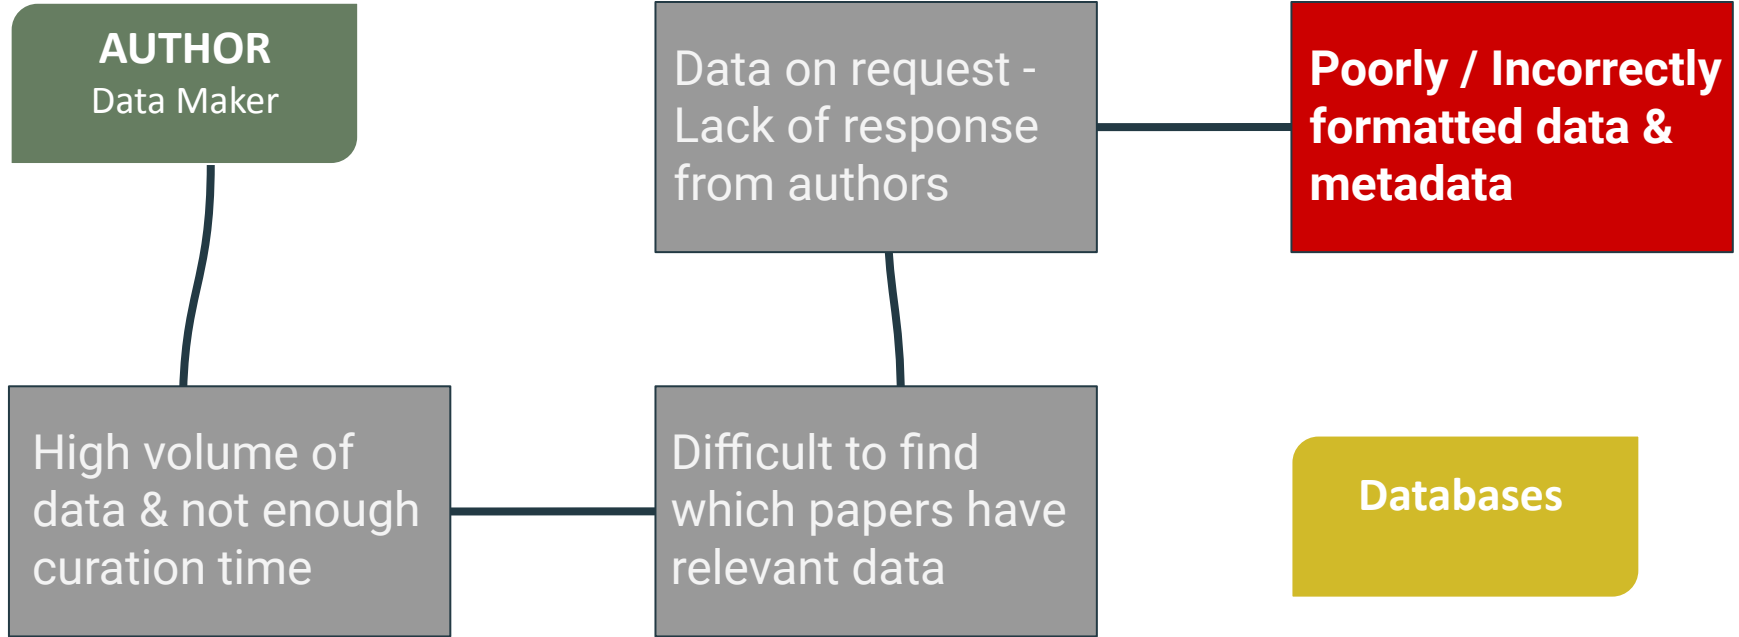 AUTHOR
Data Maker
Data on request -
Lack of response
from authors
Poorly / Incorrectly
formatted data &
metadata
High volume of
data & not enough
curation time
Difficult to find
which papers have
relevant data
Databases